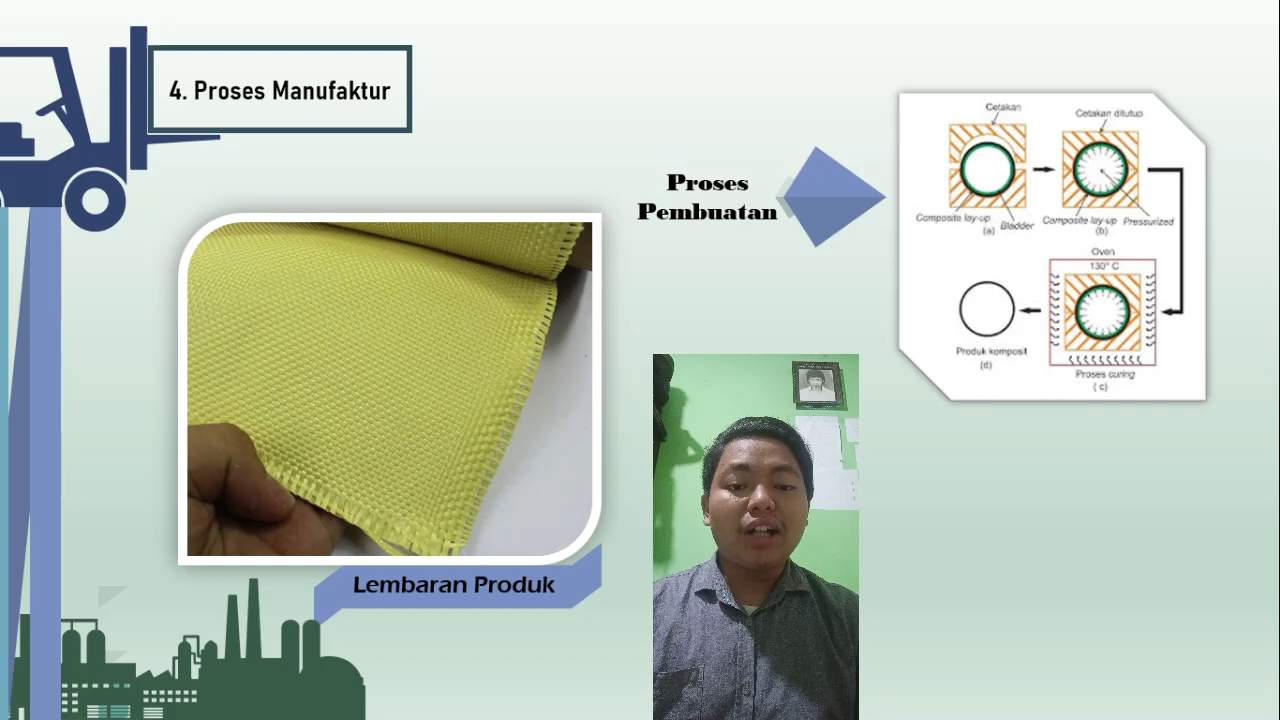 4. Proses Manufaktur
Proses
Pembuatan
Cetakan
Cetakan ditutup
Composite lay-up
Bladder
(a)
Composite lay-up
Pressurized
(b)
Oven
130° C
Proses curing
( c)
Produk komposit
(d)
Lembaran Produk